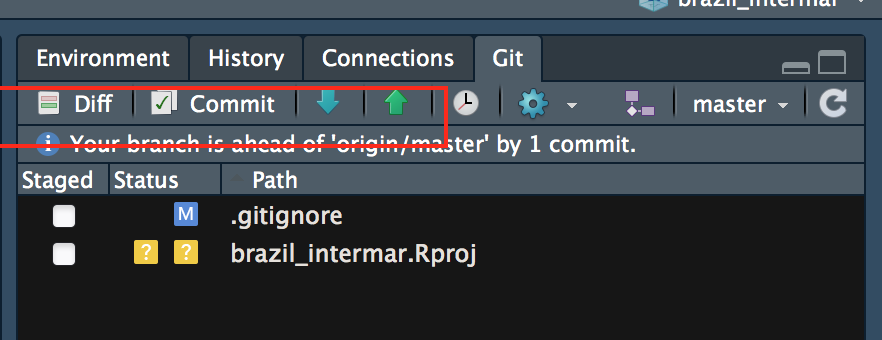 brazil_intermar
Environment History Connections Git
Diff Commit master
Your branch is ahead of 'origin/master' by 1 commit.
Staged Status Path
M .gitignore
? ? brazil_intermar.Rproj